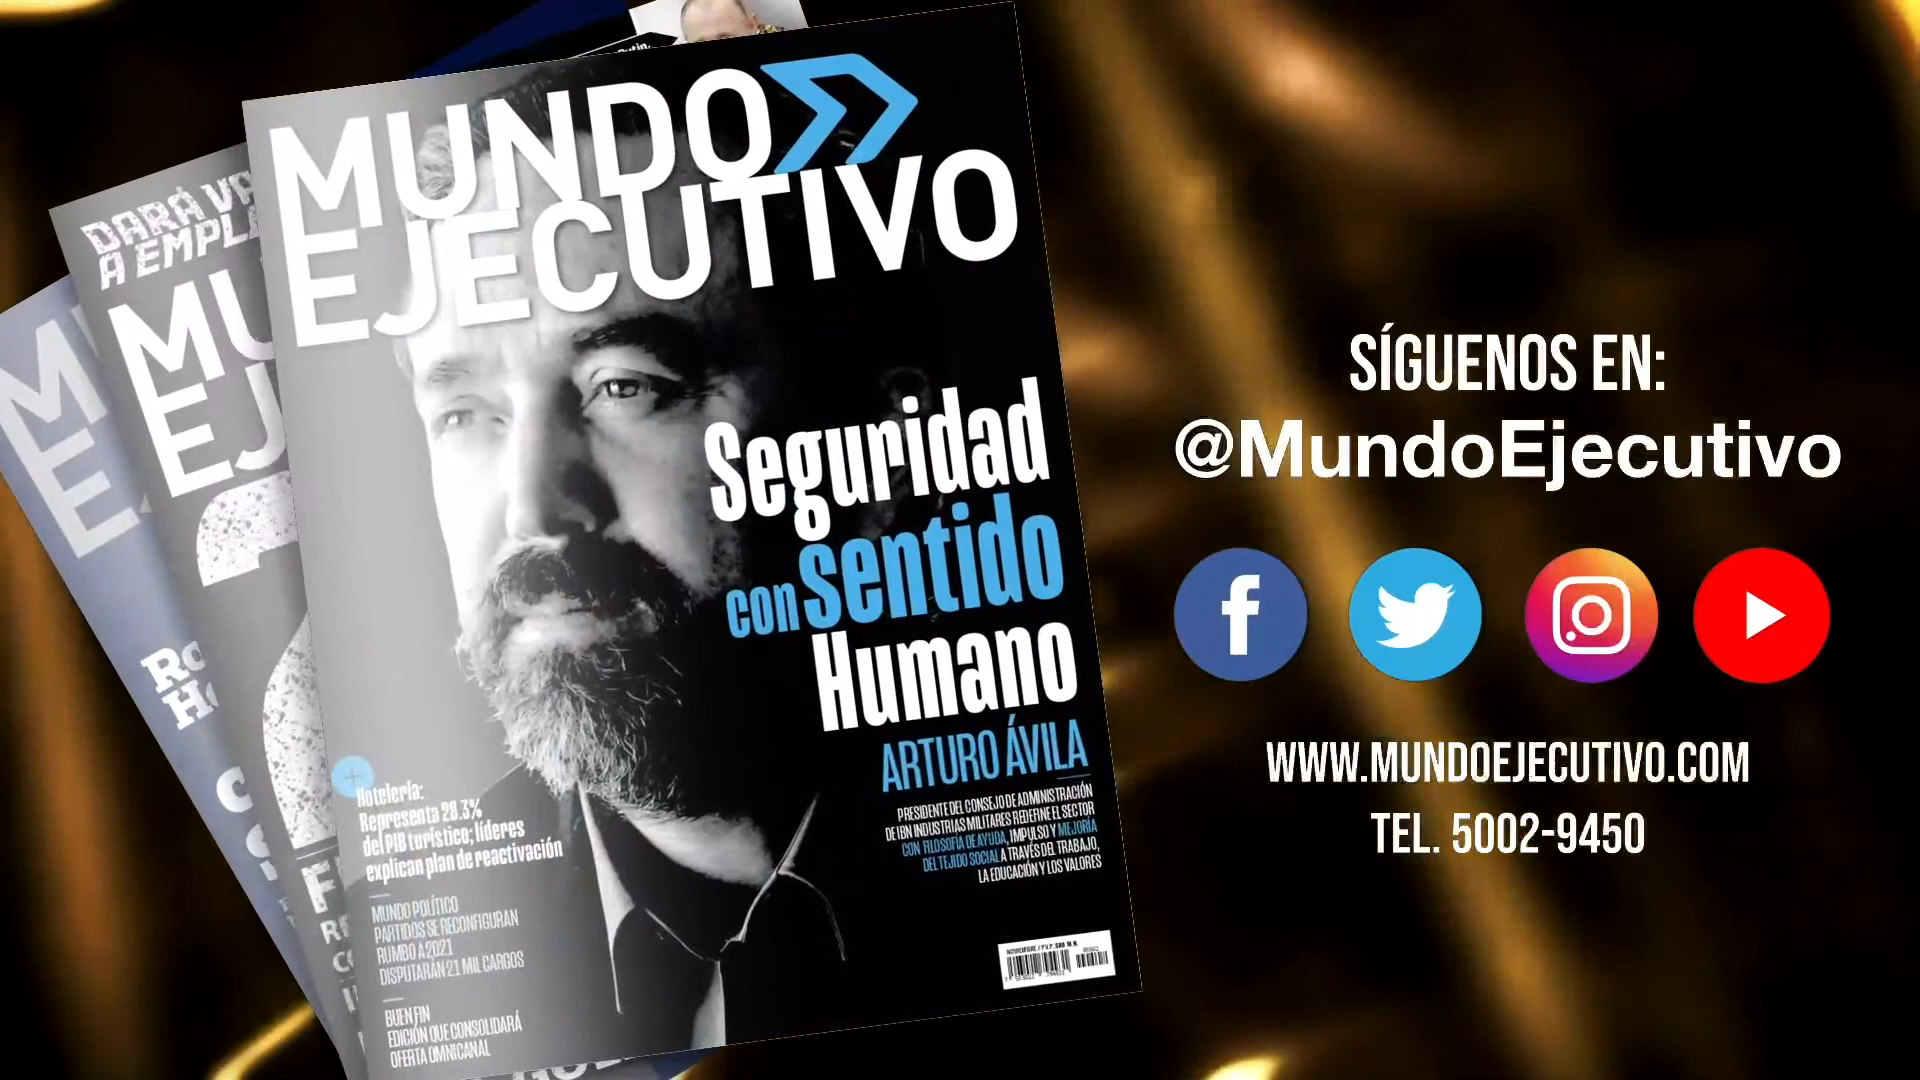 MUNDO
EJECUTIVO
Seguridad
con sentido
Humano
ARTURO ÁVILA
PRESIDENTE DEL CONSEJO DE ADMINISTRACIÓN
DE IBN INDUSTRIAS MILITARES REDEFINE EL SECTOR
CON FILOSOFÍA DE AYUDA, IMPULSO Y MEJORÍA
DEL TEJIDO SOCIAL A TRAVÉS DEL TRABAJO,
LA EDUCACIÓN Y LOS VALORES
+
Hotelería:
Representa 28.3%
del PIB turístico; líderes
explican plan de reactivación
MUNDO POLÍTICO
PARTIDOS SE RECONFIGURAN
RUMBO A 2021
DISPUTARÁN 21 MIL CARGOS
BUEN FIN
EDICIÓN QUE CONSOLIDARÁ
OFERTA OMNICANAL
DARÁ
A
SÍGUENOS EN:
@MundoEjecutivo
WWW.MUNDOEJECUTIVO.COM
TEL. 5002-9450